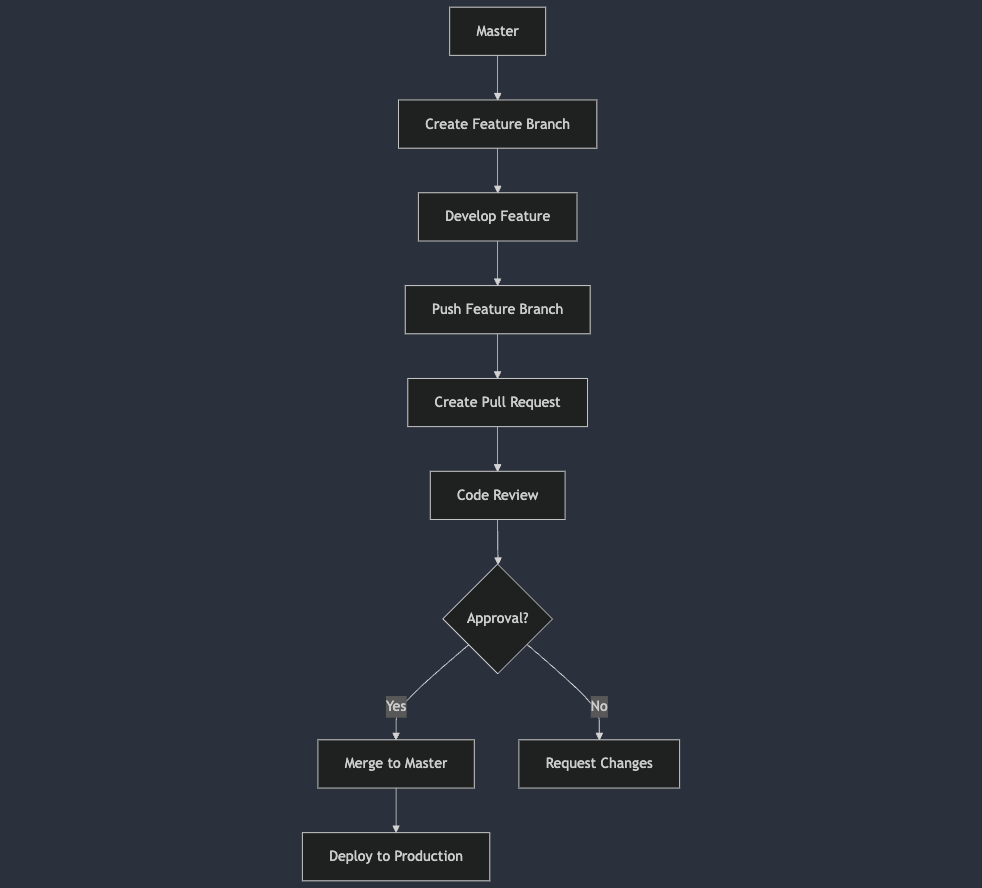 Master
Create Feature Branch
Develop Feature
Push Feature Branch
Create Pull Request
Code Review
Approval?
Yes
No
Merge to Master
Request Changes
Deploy to Production